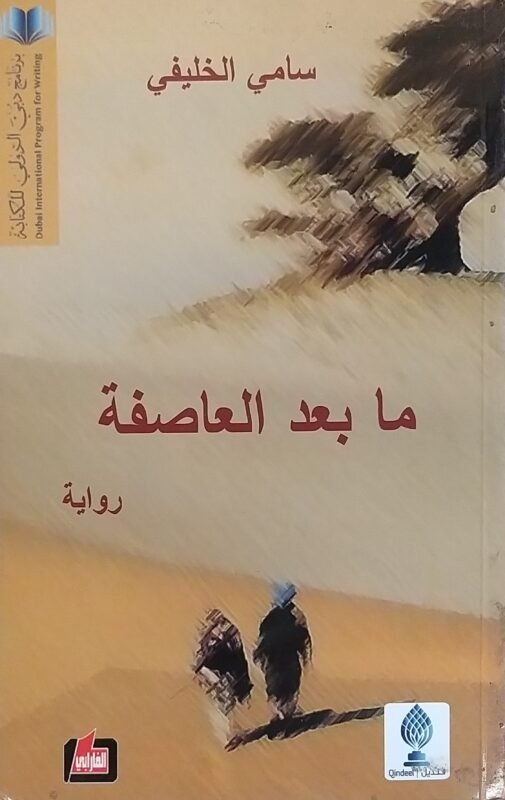 برنامج دبي الدولي للكتابة
Dubai International Program for Writing
سامي الخليفي
ما بعد العاصفة
رواية
الفارابي
Qindeel | قنديل